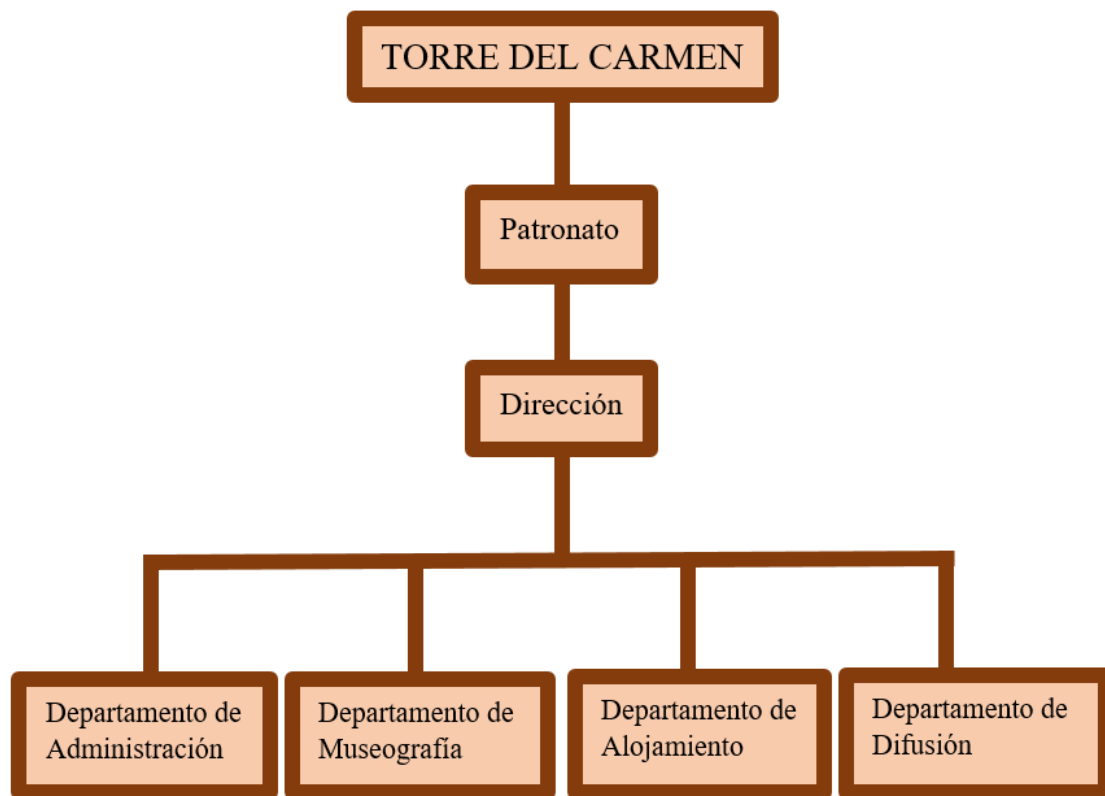 TORRE DEL CARMEN
Patronato
Dirección
Departamento de
Administración
Departamento de
Museografía
Departamento de
Alojamiento
Departamento de
Difusión